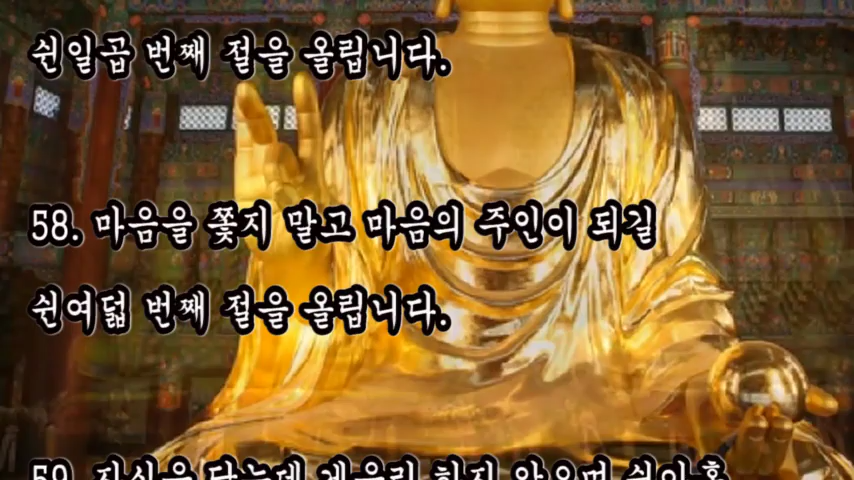 쉰일곱 번째 절을 올립니다.
58. 마음을 쫓지 말고 마음의 주인이 되길
쉰여덟 번째 절을 올립니다.
59.